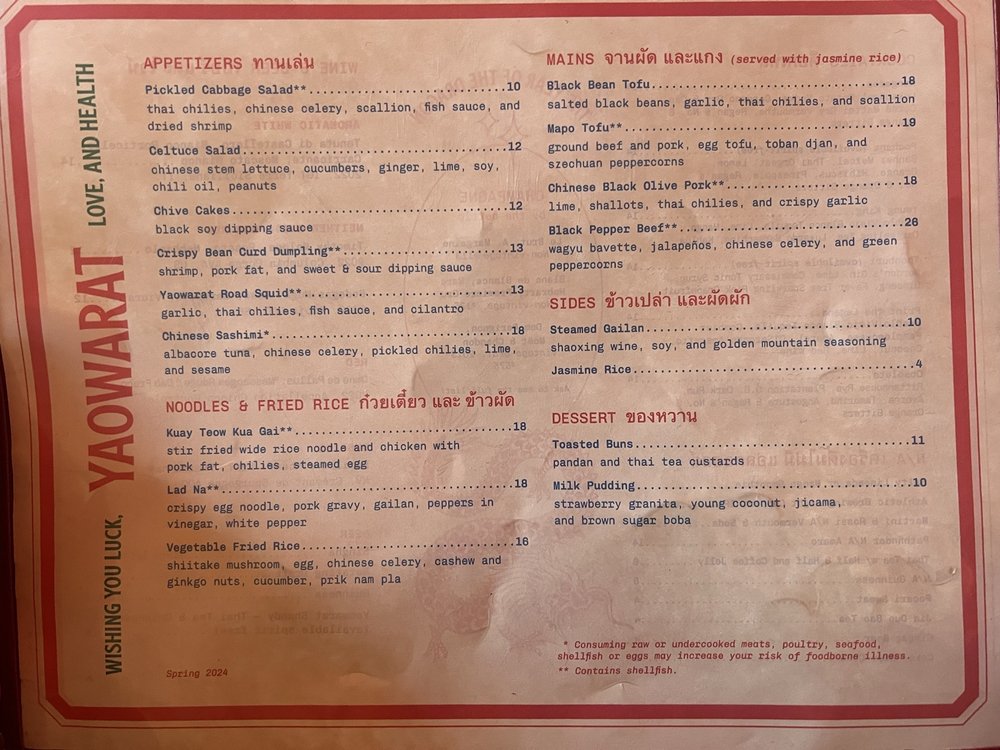 WISHING YOU LUCK,
YAOWARAT
LOVE, AND HEALTH
APPETIZERS ทานเล่น
Pickled Cabbage Salad**..............................10
thai chilies, chinese celery, scallion, fish sauce, and
dried shrimp
Celtuce Salad........................................12
chinese stem lettuce, cucumbers, ginger, lime, soy,
chili oil, peanuts
Chive Cakes..........................................12
black soy dipping sauce
Crispy Bean Curd Dumpling**.........................13
shrimp, pork fat, and sweet & sour dipping sauce
Yaowarat Road Squid**...............................13
garlic, thai chilies, fish sauce, and cilantro
Chinese Sashimi*....................................18
albacore tuna, chinese celery, pickled chilies, lime,
and sesame
NOODLES & FRIED RICE ก๋วยเตี๋ยว และ ข้าวผัด
Kuay Teow Kua Gai**.................................18
stir fried wide rice noodle and chicken with
pork fat, chilies, steamed egg
Lad Na**............................................18
crispy egg noodle, pork gravy, gailan, peppers in
vinegar, white pepper
Vegetable Fried Rice................................16
shiitake mushroom, egg, chinese celery, cashew and
ginkgo nuts, cucumber, prik nam pla
Spring 2024
MAINS จานผัด และแกง (served with jasmine rice)
Black Bean Tofu.....................................18
salted black beans, garlic, thai chilies, and scallion
Mapo Tofu**.........................................19
ground beef and pork, egg tofu, toban djan, and
szechuan peppercorns
Chinese Black Olive Pork**..........................18
lime, shallots, thai chilies, and crispy garlic
Black Pepper Beef**.................................26
wagyu bavette, jalapeños, chinese celery, and green
peppercorns
SIDES ข้าวเปล่า และผัดผัก
Steamed Gailan......................................10
shaoxing wine, soy, and golden mountain seasoning
Jasmine Rice.........................................4
DESSERT ของหวาน
Toasted Buns........................................11
pandan and thai tea custards
Milk Pudding........................................10
strawberry granita, young coconut, jicama,
and brown sugar boba
* Consuming raw or undercooked meats, poultry, seafood,
shellfish or eggs may increase your risk of foodborne illness.
** Contains shellfish.